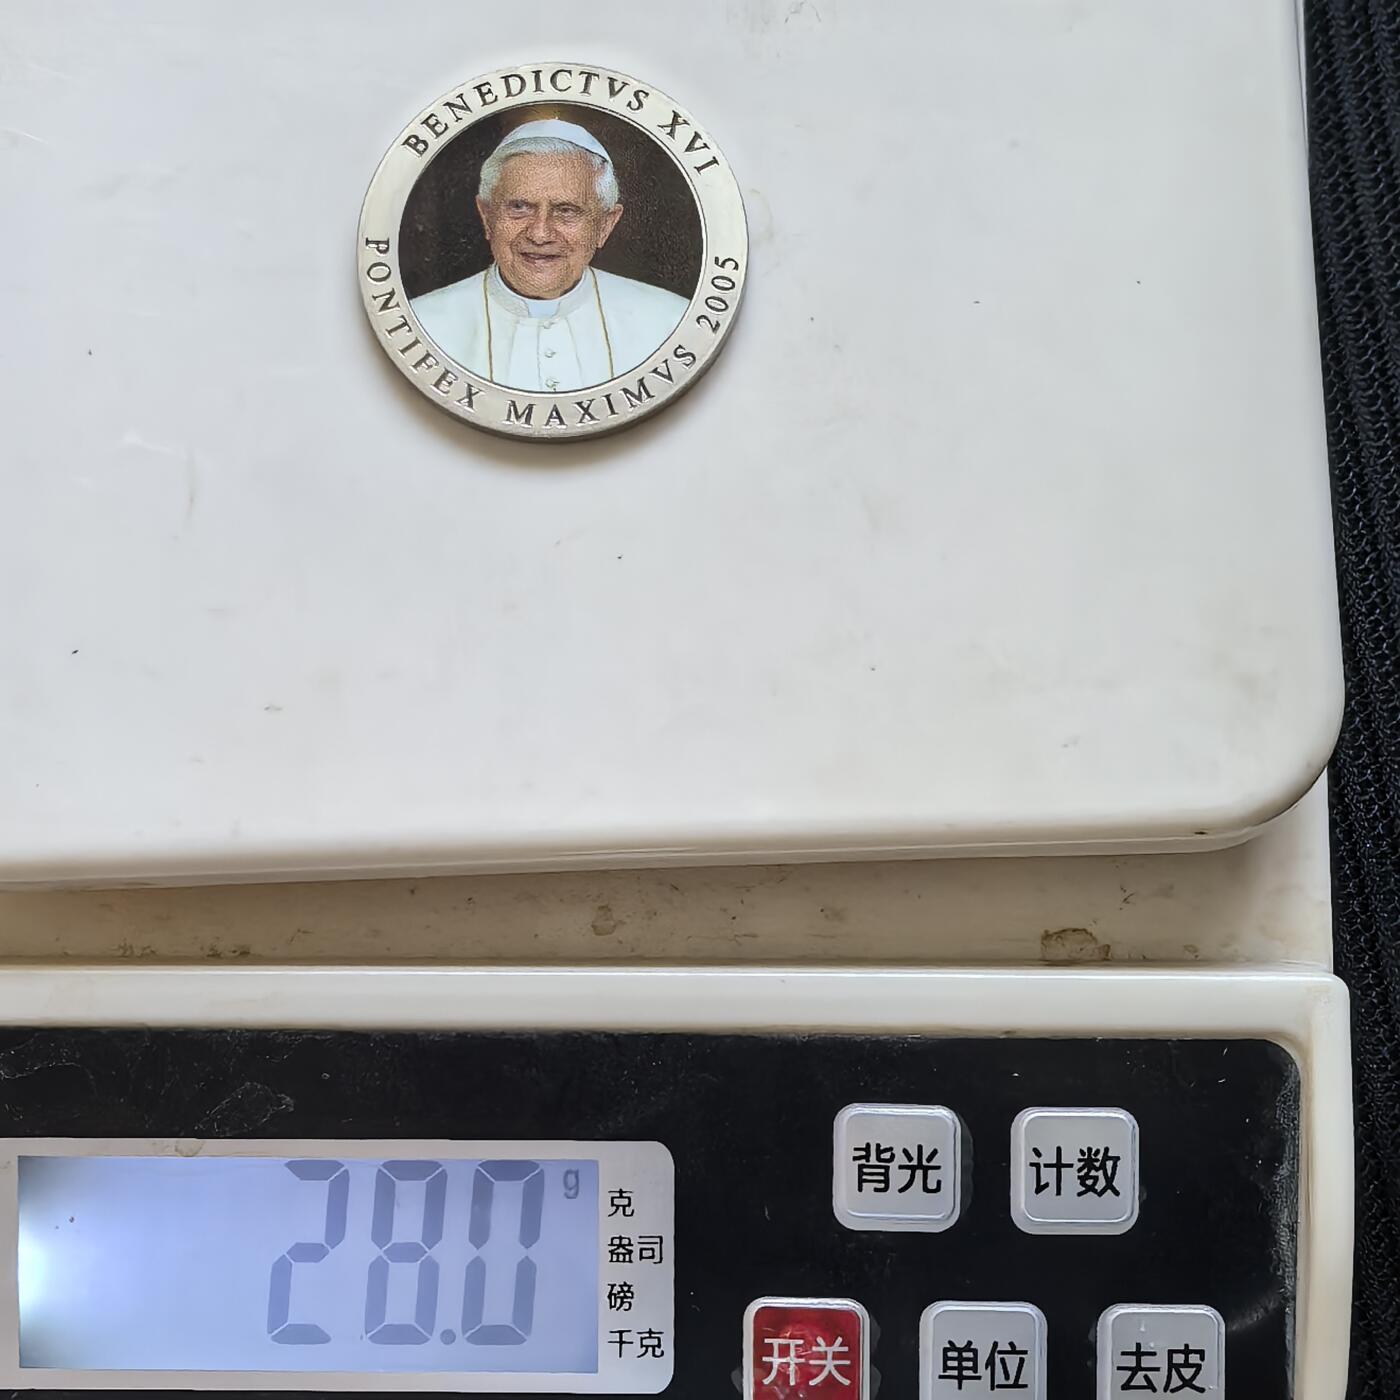 BENEDICTVS XVI
PONTIFEX MAXIMVS 2005
28.0 g
克
盎司
磅
千克
背光
计数
开关
单位
去皮